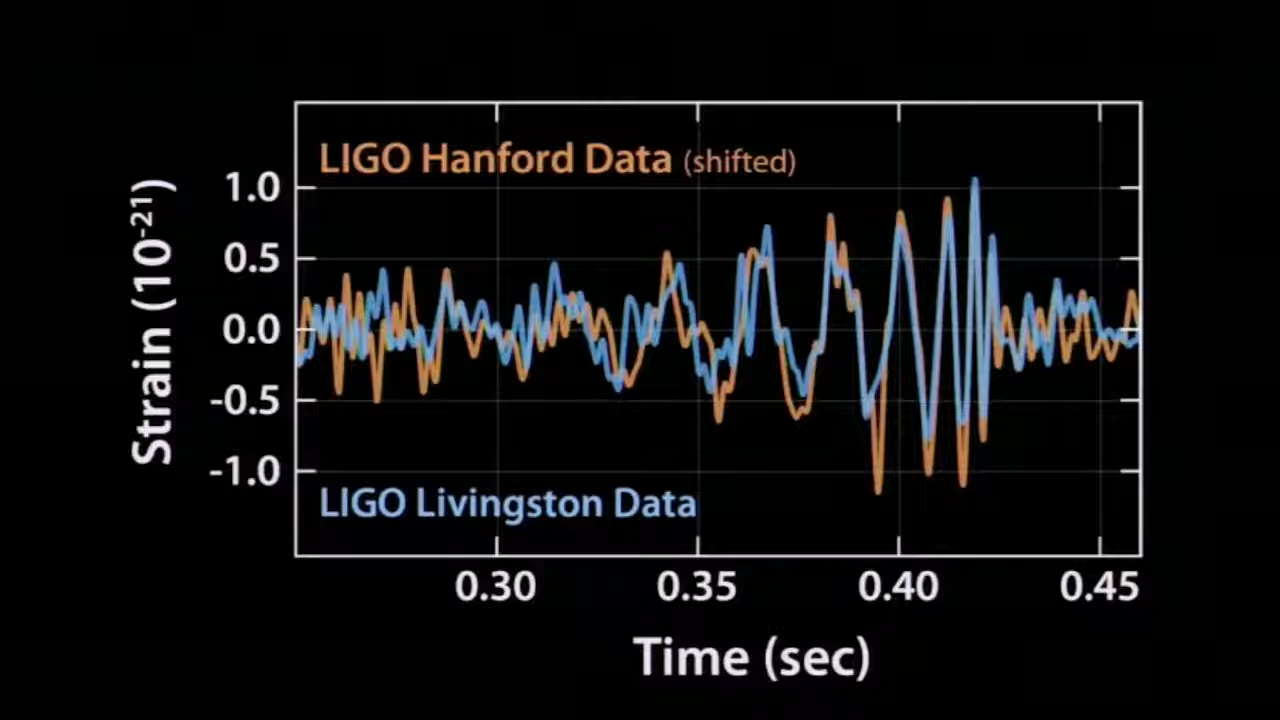 LIGO Hanford Data (shifted)
Strain (10⁻²¹)
1.0
0.5
0.0
-0.5
-1.0
LIGO Livingston Data
0.30
0.35
0.40
0.45
Time (sec)